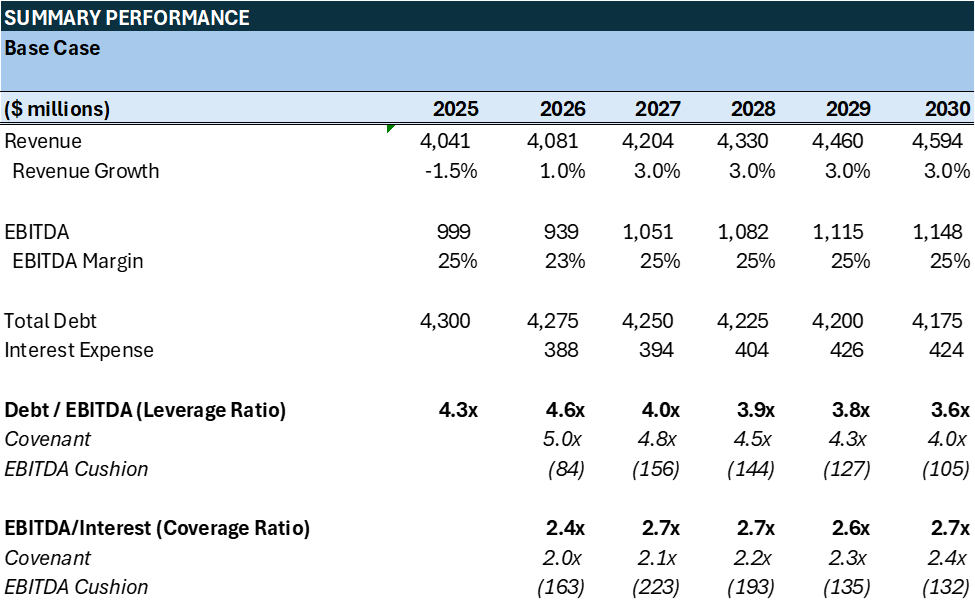 SUMMARY PERFORMANCE
Base Case
($ millions) 2025 2026 2027 2028 2029 2030
Revenue 4,041 4,081 4,204 4,330 4,460 4,594
Revenue Growth -1.5% 1.0% 3.0% 3.0% 3.0% 3.0%
EBITDA 999 939 1,051 1,082 1,115 1,148
EBITDA Margin 25% 23% 25% 25% 25% 25%
Total Debt 4,300 4,275 4,250 4,225 4,200 4,175
Interest Expense 388 394 404 426 424
Debt / EBITDA (Leverage Ratio) 4.3x 4.6x 4.0x 3.9x 3.8x 3.6x
Covenant 5.0x 4.8x 4.5x 4.3x 4.0x
EBITDA Cushion (84) (156) (144) (127) (105)
EBITDA/Interest (Coverage Ratio) 2.4x 2.7x 2.7x 2.6x 2.7x
Covenant 2.0x 2.1x 2.2x 2.3x 2.4x
EBITDA Cushion (163) (223) (193) (135) (132)